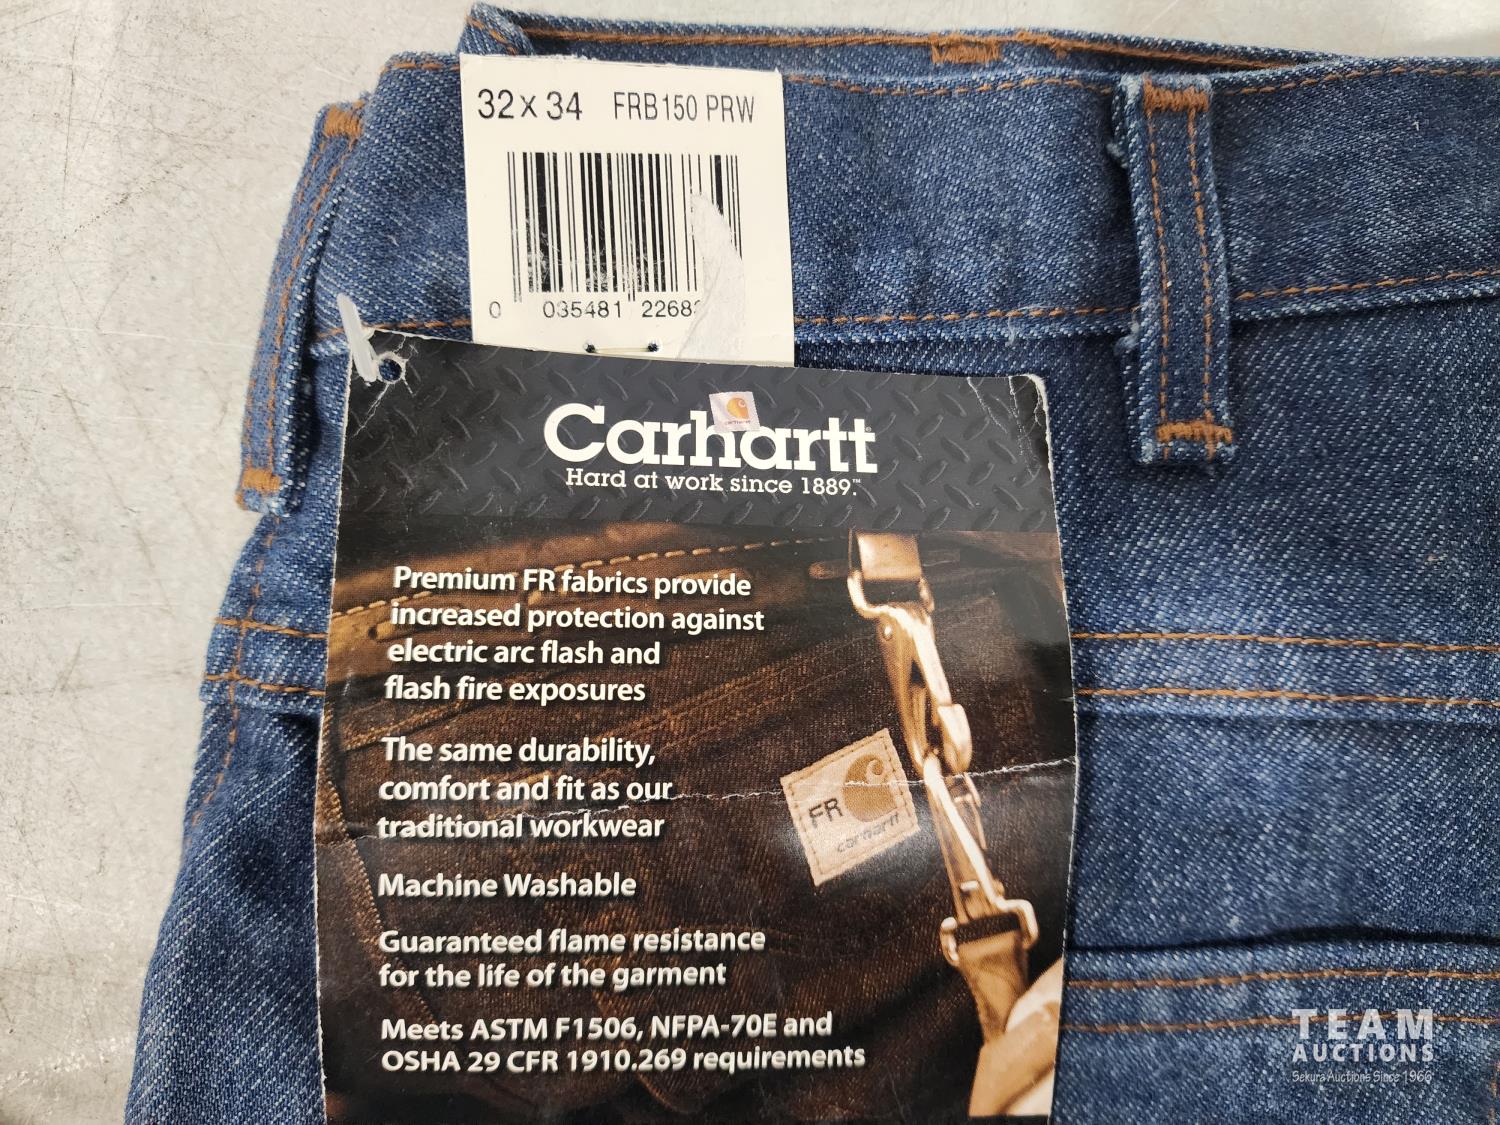 32 x 34 FRB150 PRW
0 035481 2268
Carhartt
Hard at work since 1889.™
Premium FR fabrics provide
increased protection against
electric arc flash and
flash fire exposures
The same durability,
comfort and fit as our
traditional workwear
FR
carhartt
Machine Washable
Guaranteed flame resistance
for the life of the garment
Meets ASTM F1506, NFPA-70E and
OSHA 29 CFR 1910.269 requirements
TEAM
AUCTIONS
Sekura Auctions Since 1966